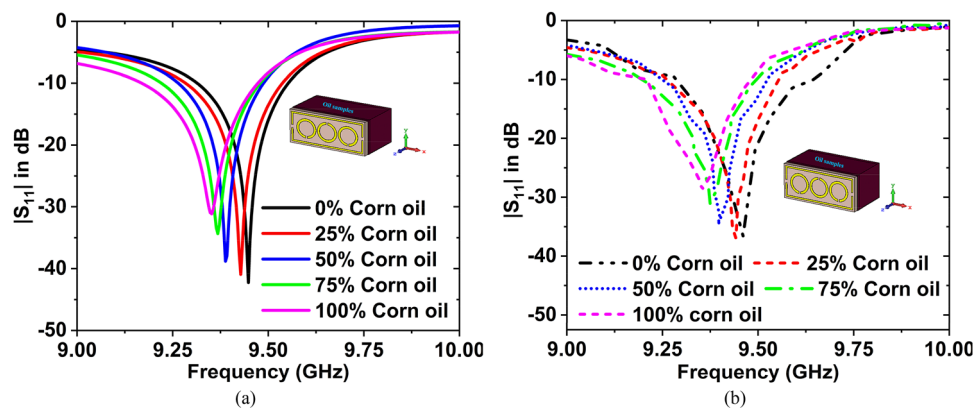 0
-10
-20
-30
-40
-50
|S11| in dB
9.00
9.25
9.50
9.75
10.00
Frequency (GHz)
Oil samples
Y
X
0% Corn oil
25% Corn oil
50% Corn oil
75% Corn oil
100% Corn oil
(a)
0
-10
-20
-30
-40
-50
|S11| in dB
9.00
9.25
9.50
9.75
10.00
Frequency (GHz)
Oil samples
Y
X
0% Corn oil
25% Corn oil
50% Corn oil
75% Corn oil
100% corn oil
(b)